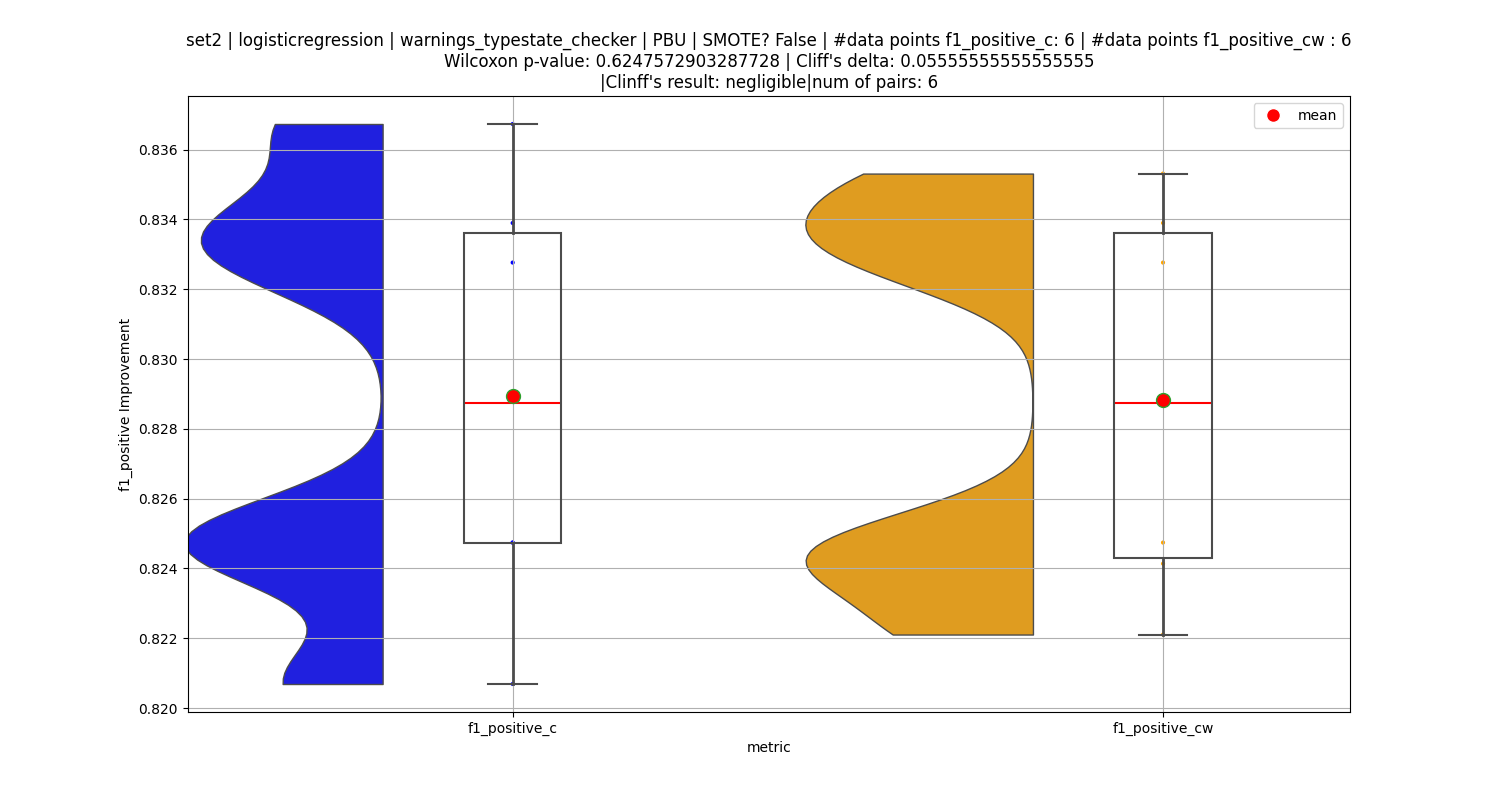 set2 | logisticregression | warnings_typestate_checker | PBU | SMOTE? False | #data points f1_positive_c: 6 | #data points f1_positive_cw : 6
Wilcoxon p-value: 0.6247572903287728 | Cliff's delta: 0.05555555555555555
|Clinff's result: negligible|num of pairs: 6
mean
0.836
0.834
0.832
0.830
0.828
0.826
0.824
0.822
0.820
f1_positive Improvement
f1_positive_c
f1_positive_cw
metric